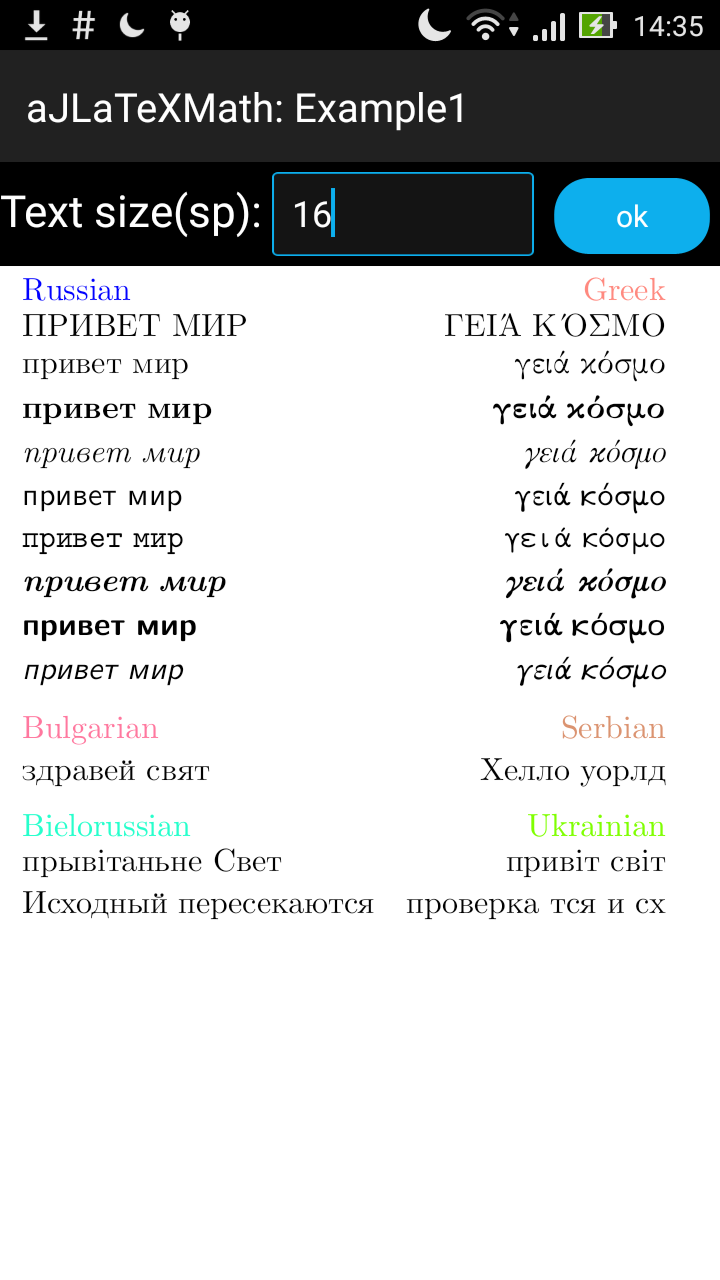 14:35
aJLaTeXMath: Example1
Text size(sp): 16 ok
Russian Greek
ПРИВЕТ МИР ΓΕΙΆ ΚΌΣΜΟ
привет мир γειά κόσμο
привет мир γειά κόσμο
привет мир γειά κόσμο
привет мир γειά κόσμο
привет мир γειά κόσμο
привет мир γειά κόσμο
привет мир γειά κόσμο
привет мир γειά κόσμο
Bulgarian Serbian
здравей свят Хелло уорлд
Bielorussian Ukrainian
прывітаньне Свет привіт світ
Исходный пересекаются проверка тся и сх